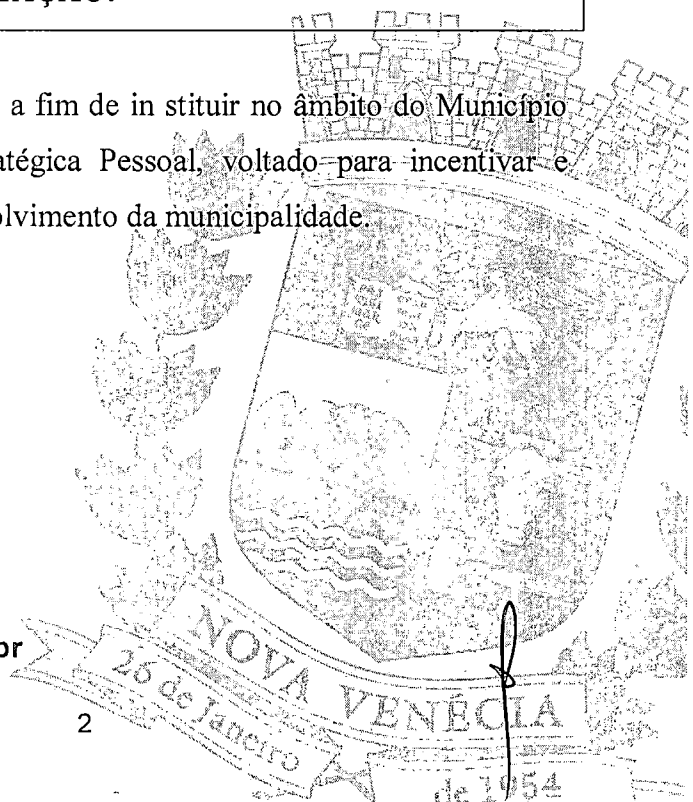 a fim de in stituir no âmbito do Município
atégica Pessoal, voltado para incentivar e
olvimento da municipalidade.
br
2
NOVA VENÉCIA
26 de Janeiro
de 1954